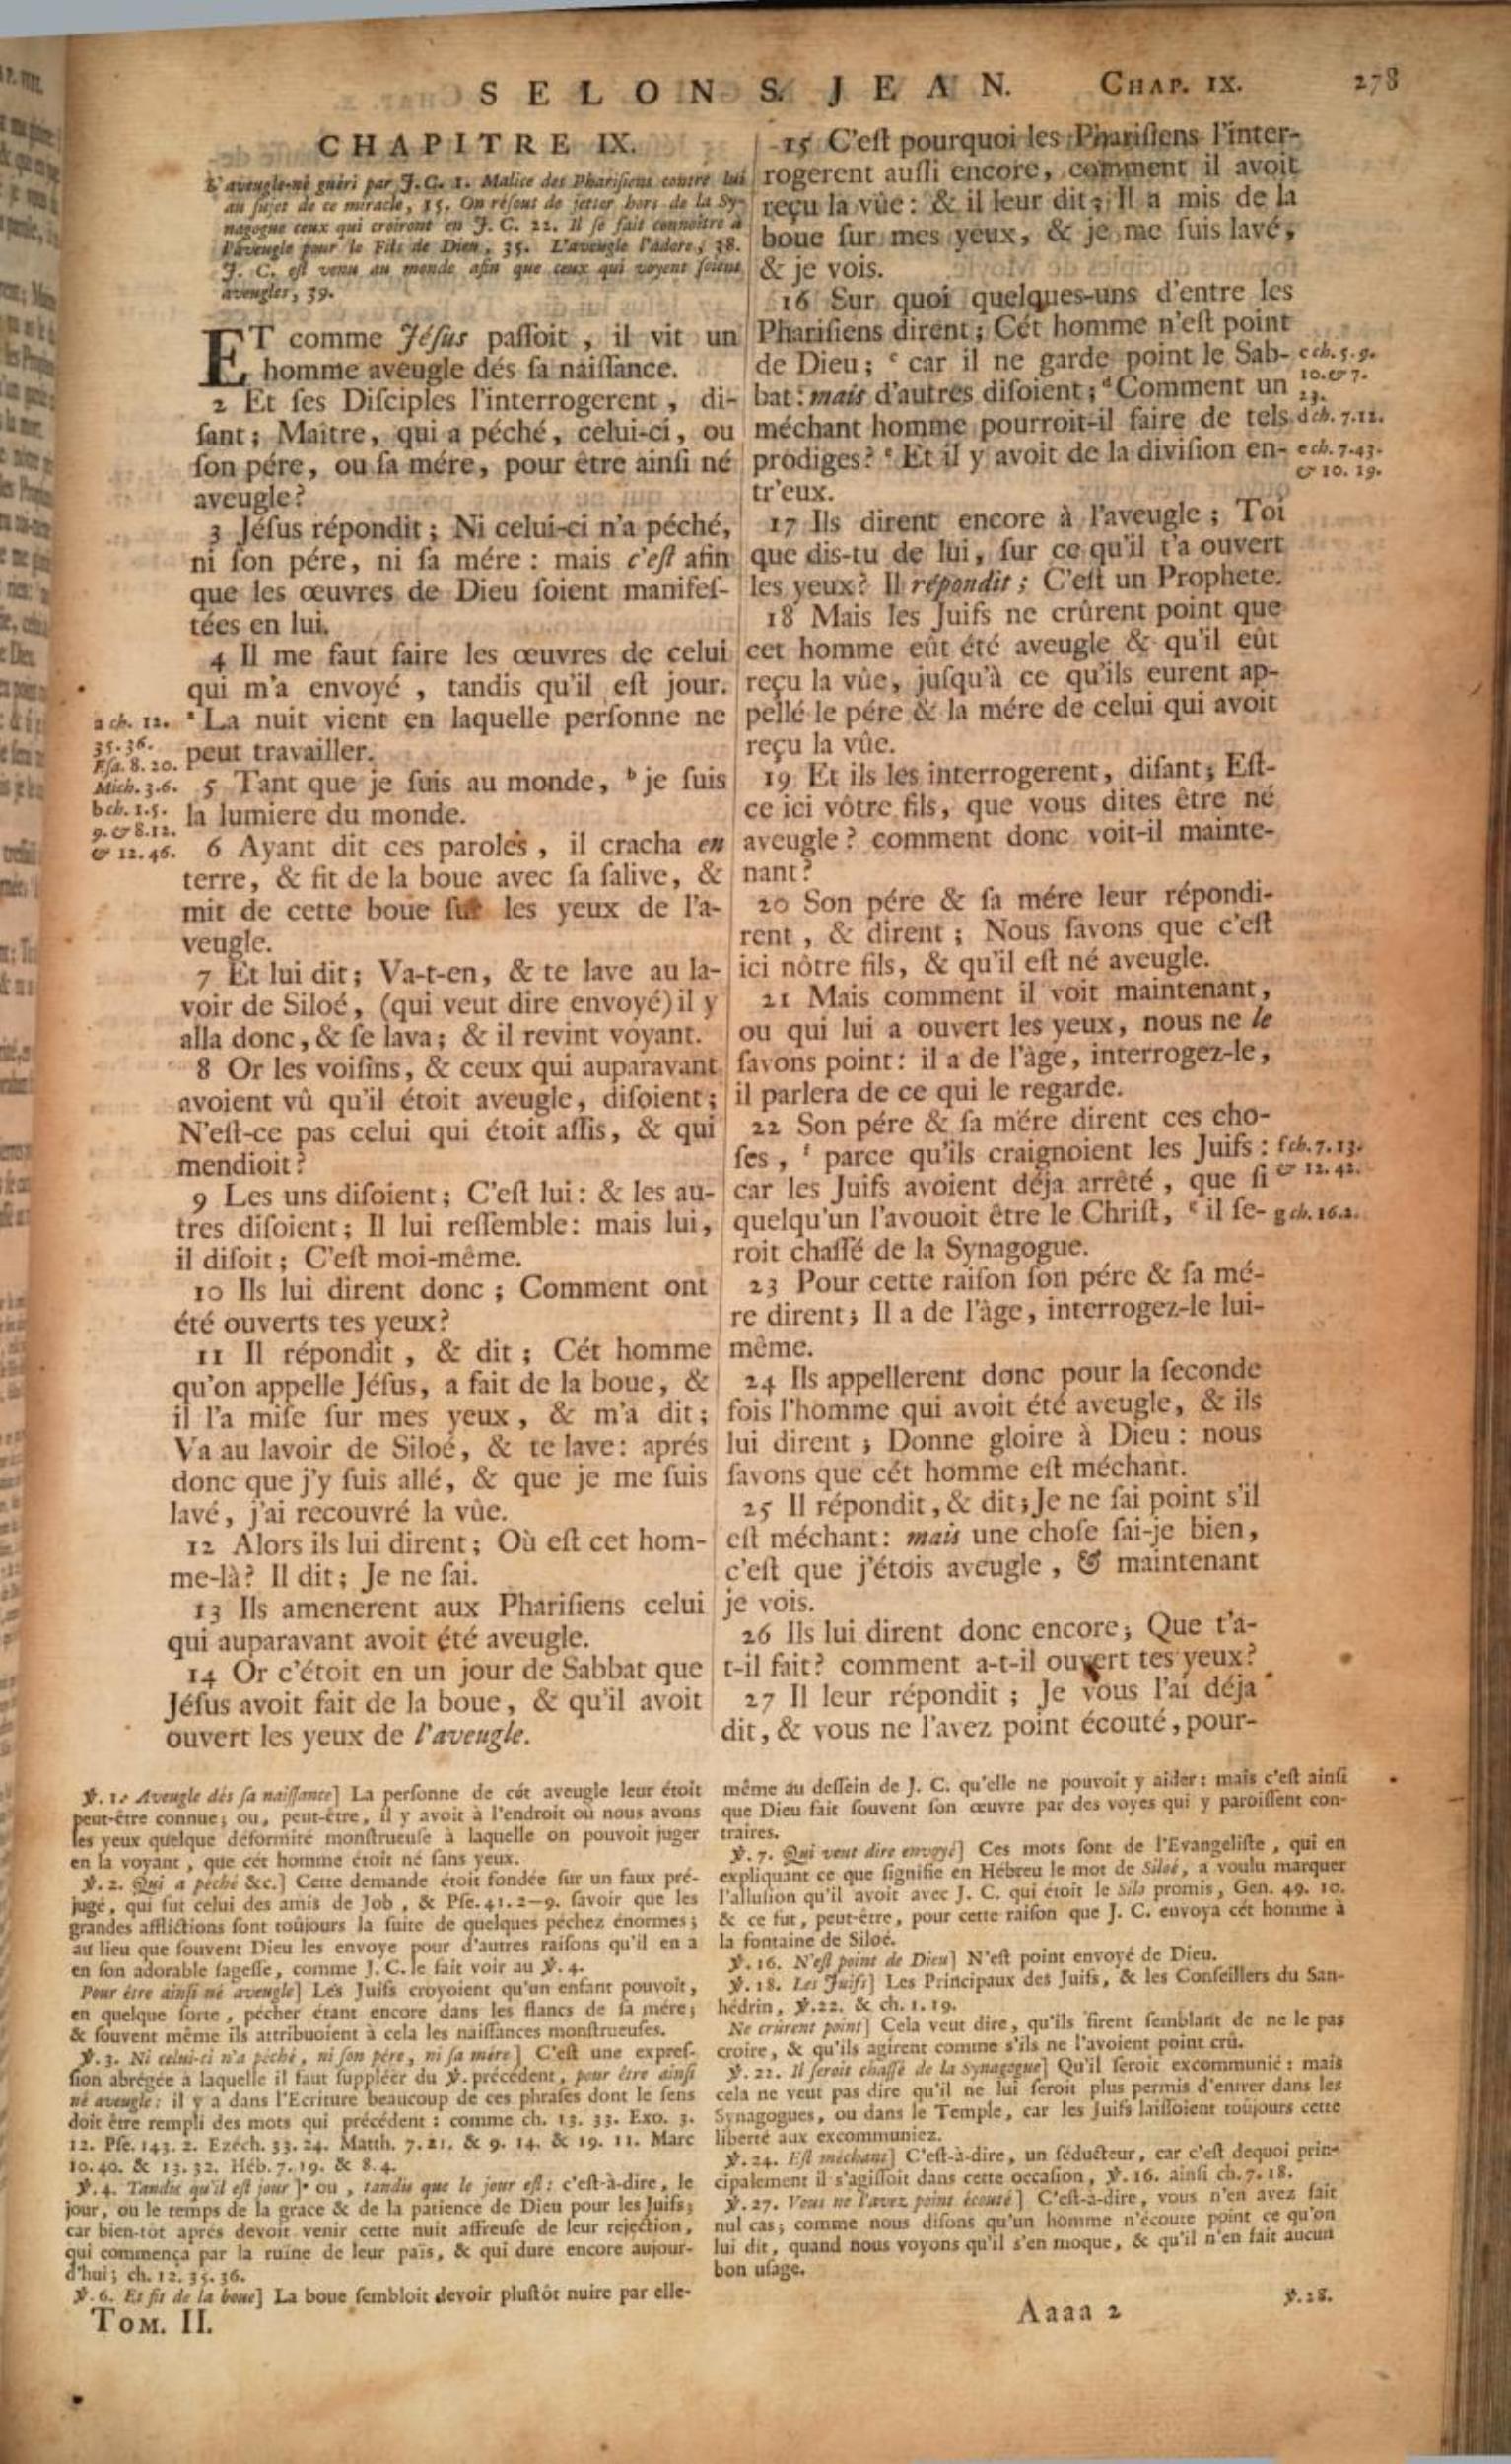 SELON S. JEAN. CHAP. IX. 278
CHAPITRE IX.
L'aveugle-né guéri par J. C. 1. Malice des Pharisiens contre lui
au sujet de ce miracle, 15. On résout de jetter hors de la Sy-
nagogue ceux qui croiront en J. C. 22. Il se fait connoître à
l'aveugle pour le Fils de Dieu, 35. L'aveugle l'adore, 38.
J. C. est venu au monde afin que ceux qui voyent soient
aveugles, 39.
ET comme Jésus paſſoit, il vit un
homme aveugle dés ſa naiſſance.
2 Et ſes Diſciples l'interrogerent, di-
ſant; Maître, qui a péché, celui-ci, ou
ſon pére, ou ſa mére, pour être ainſi né
aveugle?
3 Jéſus répondit; Ni celui-ci n'a péché,
ni ſon pére, ni ſa mére: mais c'eſt afin
que les œuvres de Dieu ſoient manifeſ-
tées en lui.
4 Il me faut faire les œuvres de celui
qui m'a envoyé, tandis qu'il eſt jour.
a La nuit vient en laquelle perſonne ne
peut travailler.
5 Tant que je ſuis au monde, b je ſuis
la lumiere du monde.
6 Ayant dit ces paroles, il cracha en
terre, & fit de la boue avec ſa ſalive, &
mit de cette boue ſur les yeux de l'a-
veugle.
7 Et lui dit; Va-t-en, & te lave au la-
voir de Siloé, (qui veut dire envoyé) il y
alla donc, & ſe lava; & il revint voyant.
8 Or les voiſins, & ceux qui auparavant
avoient vû qu'il étoit aveugle, diſoient;
N'eſt-ce pas celui qui étoit aſſis, & qui
mendioit?
9 Les uns diſoient; C'eſt lui: & les au-
tres diſoient; Il lui reſſemble: mais lui,
il diſoit; C'eſt moi-même.
10 Ils lui dirent donc; Comment ont
été ouverts tes yeux?
11 Il répondit, & dit; Cét homme
qu'on appelle Jéſus, a fait de la boue, &
il l'a miſe ſur mes yeux, & m'a dit;
Va au lavoir de Siloé, & te lave: aprés
donc que j'y ſuis allé, & que je me ſuis
lavé, j'ai recouvré la vûe.
12 Alors ils lui dirent; Où eſt cet hom-
me-là? Il dit; Je ne ſai.
13 Ils amenerent aux Phariſiens celui
qui auparavant avoit été aveugle.
14 Or c'étoit en un jour de Sabbat que
Jéſus avoit fait de la boue, & qu'il avoit
ouvert les yeux de l'aveugle.
a ch. 12.
35. 36.
Eſa. 8. 20.
Mich. 3. 6.
b ch. 1. 5.
9. & 8. 12.
& 12. 46.
15 C'eſt pourquoi les Phariſiens l'inter-
rogerent auſſi encore, comment il avoit
reçu la vûe: & il leur dit; Il a mis de la
boue ſur mes yeux, & je me ſuis lavé,
& je vois.
16 Sur quoi quelques-uns d'entre les
Phariſiens dirent; Cét homme n'eſt point
de Dieu; c car il ne garde point le Sab-
bat: mais d'autres diſoient; d Comment un
méchant homme pourroit-il faire de tels
prodiges? e Et il y avoit de la diviſion en-
tr'eux.
17 Ils dirent encore à l'aveugle; Toi
que dis-tu de lui, ſur ce qu'il t'a ouvert
les yeux? Il répondit; C'eſt un Prophete.
18 Mais les Juifs ne crûrent point que
cet homme eût été aveugle & qu'il eût
reçu la vûe, juſqu'à ce qu'ils eurent ap-
pellé le pére & la mére de celui qui avoit
reçu la vûe.
19 Et ils les interrogerent, diſant; Eſt-
ce ici vôtre fils, que vous dites être né
aveugle? comment donc voit-il mainte-
nant?
20 Son pére & ſa mére leur répondi-
rent, & dirent; Nous ſavons que c'eſt
ici nôtre fils, & qu'il eſt né aveugle.
21 Mais comment il voit maintenant,
ou qui lui a ouvert les yeux, nous ne le
ſavons point: il a de l'âge, interrogez-le,
il parlera de ce qui le regarde.
22 Son pére & ſa mére dirent ces cho-
ſes, f parce qu'ils craignoient les Juifs:
car les Juifs avoient déja arrêté, que ſi
quelqu'un l'avouoit être le Chriſt, g il ſe-
roit chaſſé de la Synagogue.
23 Pour cette raiſon ſon pére & ſa mé-
re dirent; Il a de l'âge, interrogez-le lui-
même.
24 Ils appellerent donc pour la ſeconde
fois l'homme qui avoit été aveugle, & ils
lui dirent; Donne gloire à Dieu: nous
ſavons que cét homme eſt méchant.
25 Il répondit, & dit; Je ne ſai point s'il
eſt méchant: mais une choſe ſai-je bien,
c'eſt que j'étois aveugle, & maintenant
je vois.
26 Ils lui dirent donc encore; Que t'a-
t-il fait? comment a-t-il ouvert tes yeux?
27 Il leur répondit; Je vous l'ai déja
dit, & vous ne l'avez point écouté, pour-
c ch. 5. 9.
10. & 7.
23.
d ch. 7. 12.
e ch. 7. 43.
& 10. 19.
f ch. 7. 13.
& 12. 42.
g ch. 16. 2.
℣. 1. Aveugle dés ſa naiſſance] La perſonne de cét aveugle leur étoit
peut-être connue; ou, peut-être, il y avoit à l'endroit où nous avons
les yeux quelque déformité monſtrueuſe à laquelle on pouvoit juger
en la voyant, que cét homme étoit né ſans yeux.
℣. 2. Qui a péché &c.] Cette demande étoit fondée ſur un faux pré-
jugé, qui fut celui des amis de Job, & Pſe. 41. 2-9. ſavoir que les
grandes afflictions ſont toûjours la ſuite de quelques péchez énormes;
au lieu que ſouvent Dieu les envoye pour d'autres raiſons qu'il en a
en ſon adorable ſageſſe, comme J. C. le fait voir au ℣. 4.
Pour être ainſi né aveugle] Les Juifs croyoient qu'un enfant pouvoit,
en quelque ſorte, pécher étant encore dans les flancs de ſa mére;
& ſouvent même ils attribuoient à cela les naiſſances monſtrueuſes.
℣. 3. Ni celui-ci n'a péché, ni ſon pére, ni ſa mére] C'eſt une expreſ-
ſion abrégée à laquelle il faut ſuppléer du ℣. précédent, pour être ainſi
né aveugle: il y a dans l'Ecriture beaucoup de ces phraſes dont le ſens
doit être rempli des mots qui précédent: comme ch. 13. 33. Exo. 3.
12. Pſe. 143. 2. Ezéch. 33. 24. Matth. 7. 21. & 9. 14. & 19. 11. Marc
10. 40. & 13. 32. Héb. 7. 19. & 8. 4.
℣. 4. Tandis qu'il eſt jour] ou, tandis que le jour eſt: c'eſt-à-dire, le
jour, ou le temps de la grace & de la patience de Dieu pour les Juifs;
car bien-tôt aprés devoit venir cette nuit affreuſe de leur rejection,
qui commença par la ruïne de leur païs, & qui dure encore aujour-
d'hui; ch. 12. 35. 36.
℣. 6. Et fit de la boue] La boue ſembloit devoir pluſtôt nuire par elle-
même au deſſein de J. C. qu'elle ne pouvoit y aider: mais c'eſt ainſi
que Dieu fait ſouvent ſon œuvre par des voyes qui y paroiſſent con-
traires.
℣. 7. Qui veut dire envoyé] Ces mots ſont de l'Evangeliſte, qui en
expliquant ce que ſignifie en Hébreu le mot de Siloé, a voulu marquer
l'alluſion qu'il avoit avec J. C. qui étoit le Silo promis, Gen. 49. 10.
& ce fut, peut-être, pour cette raiſon que J. C. envoya cét homme à
la fontaine de Siloé.
℣. 16. N'eſt point de Dieu] N'eſt point envoyé de Dieu.
℣. 18. Les Juifs] Les Principaux des Juifs, & les Conſeillers du San-
hédrin, ℣. 22. & ch. 1. 19.
Ne crûrent point] Cela veut dire, qu'ils firent ſemblant de ne le pas
croire, & qu'ils agirent comme s'ils ne l'avoient point crû.
℣. 22. Il ſeroit chaſſé de la Synagogue] Qu'il ſeroit excommunié: mais
cela ne veut pas dire qu'il ne lui ſeroit plus permis d'entrer dans les
Synagogues, ou dans le Temple, car les Juifs laiſſoient toûjours cette
liberté aux excommuniez.
℣. 24. Eſt méchant] C'eſt-à-dire, un ſéducteur, car c'eſt dequoi prin-
cipalement il s'agiſſoit dans cette occaſion, ℣. 16. ainſi ch. 7. 18.
℣. 27. Vous ne l'avez point écouté] C'eſt-à-dire, vous n'en avez fait
nul cas; comme nous diſons qu'un homme n'écoute point ce qu'on
lui dit, quand nous voyons qu'il s'en moque, & qu'il n'en fait aucun
bon uſage.
TOM. II. Aaaa 2 ℣. 28.